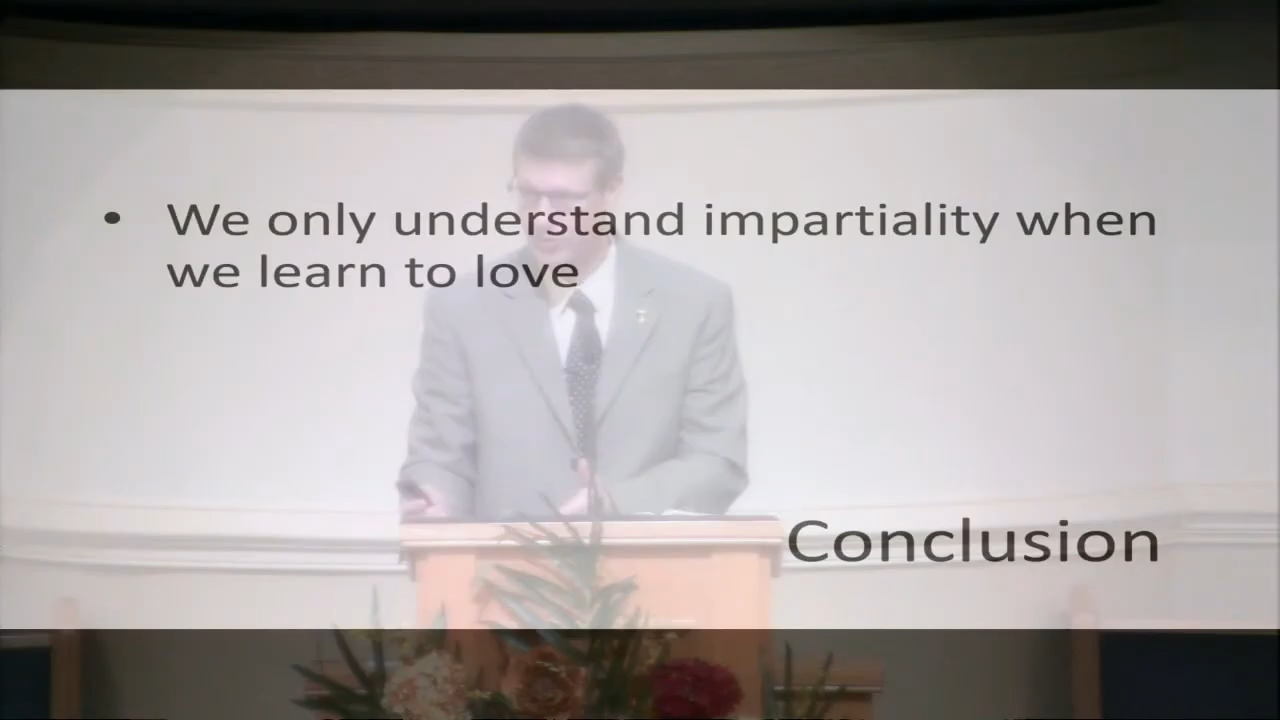 • We only understand impartiality when
we learn to love
Conclusion